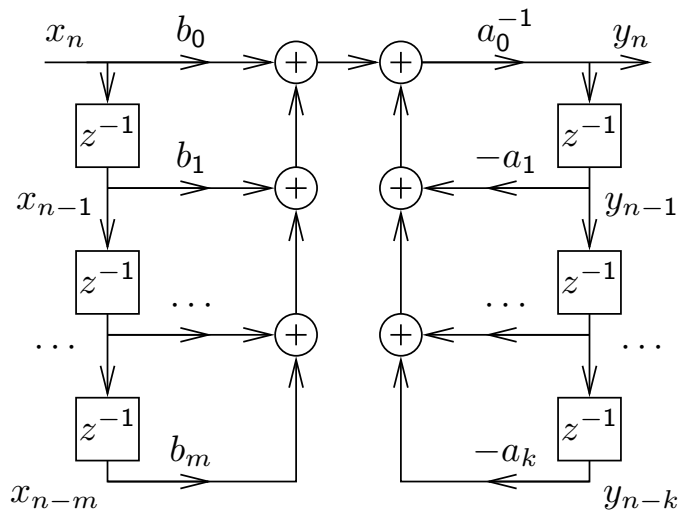 x_n b_0 a_0^{-1} y_n
+ +
z^{-1} b_1 -a_1 z^{-1}
x_{n-1} + + y_{n-1}
z^{-1} ... ... z^{-1}
... + + ...
z^{-1} b_m -a_k z^{-1}
x_{n-m} y_{n-k}